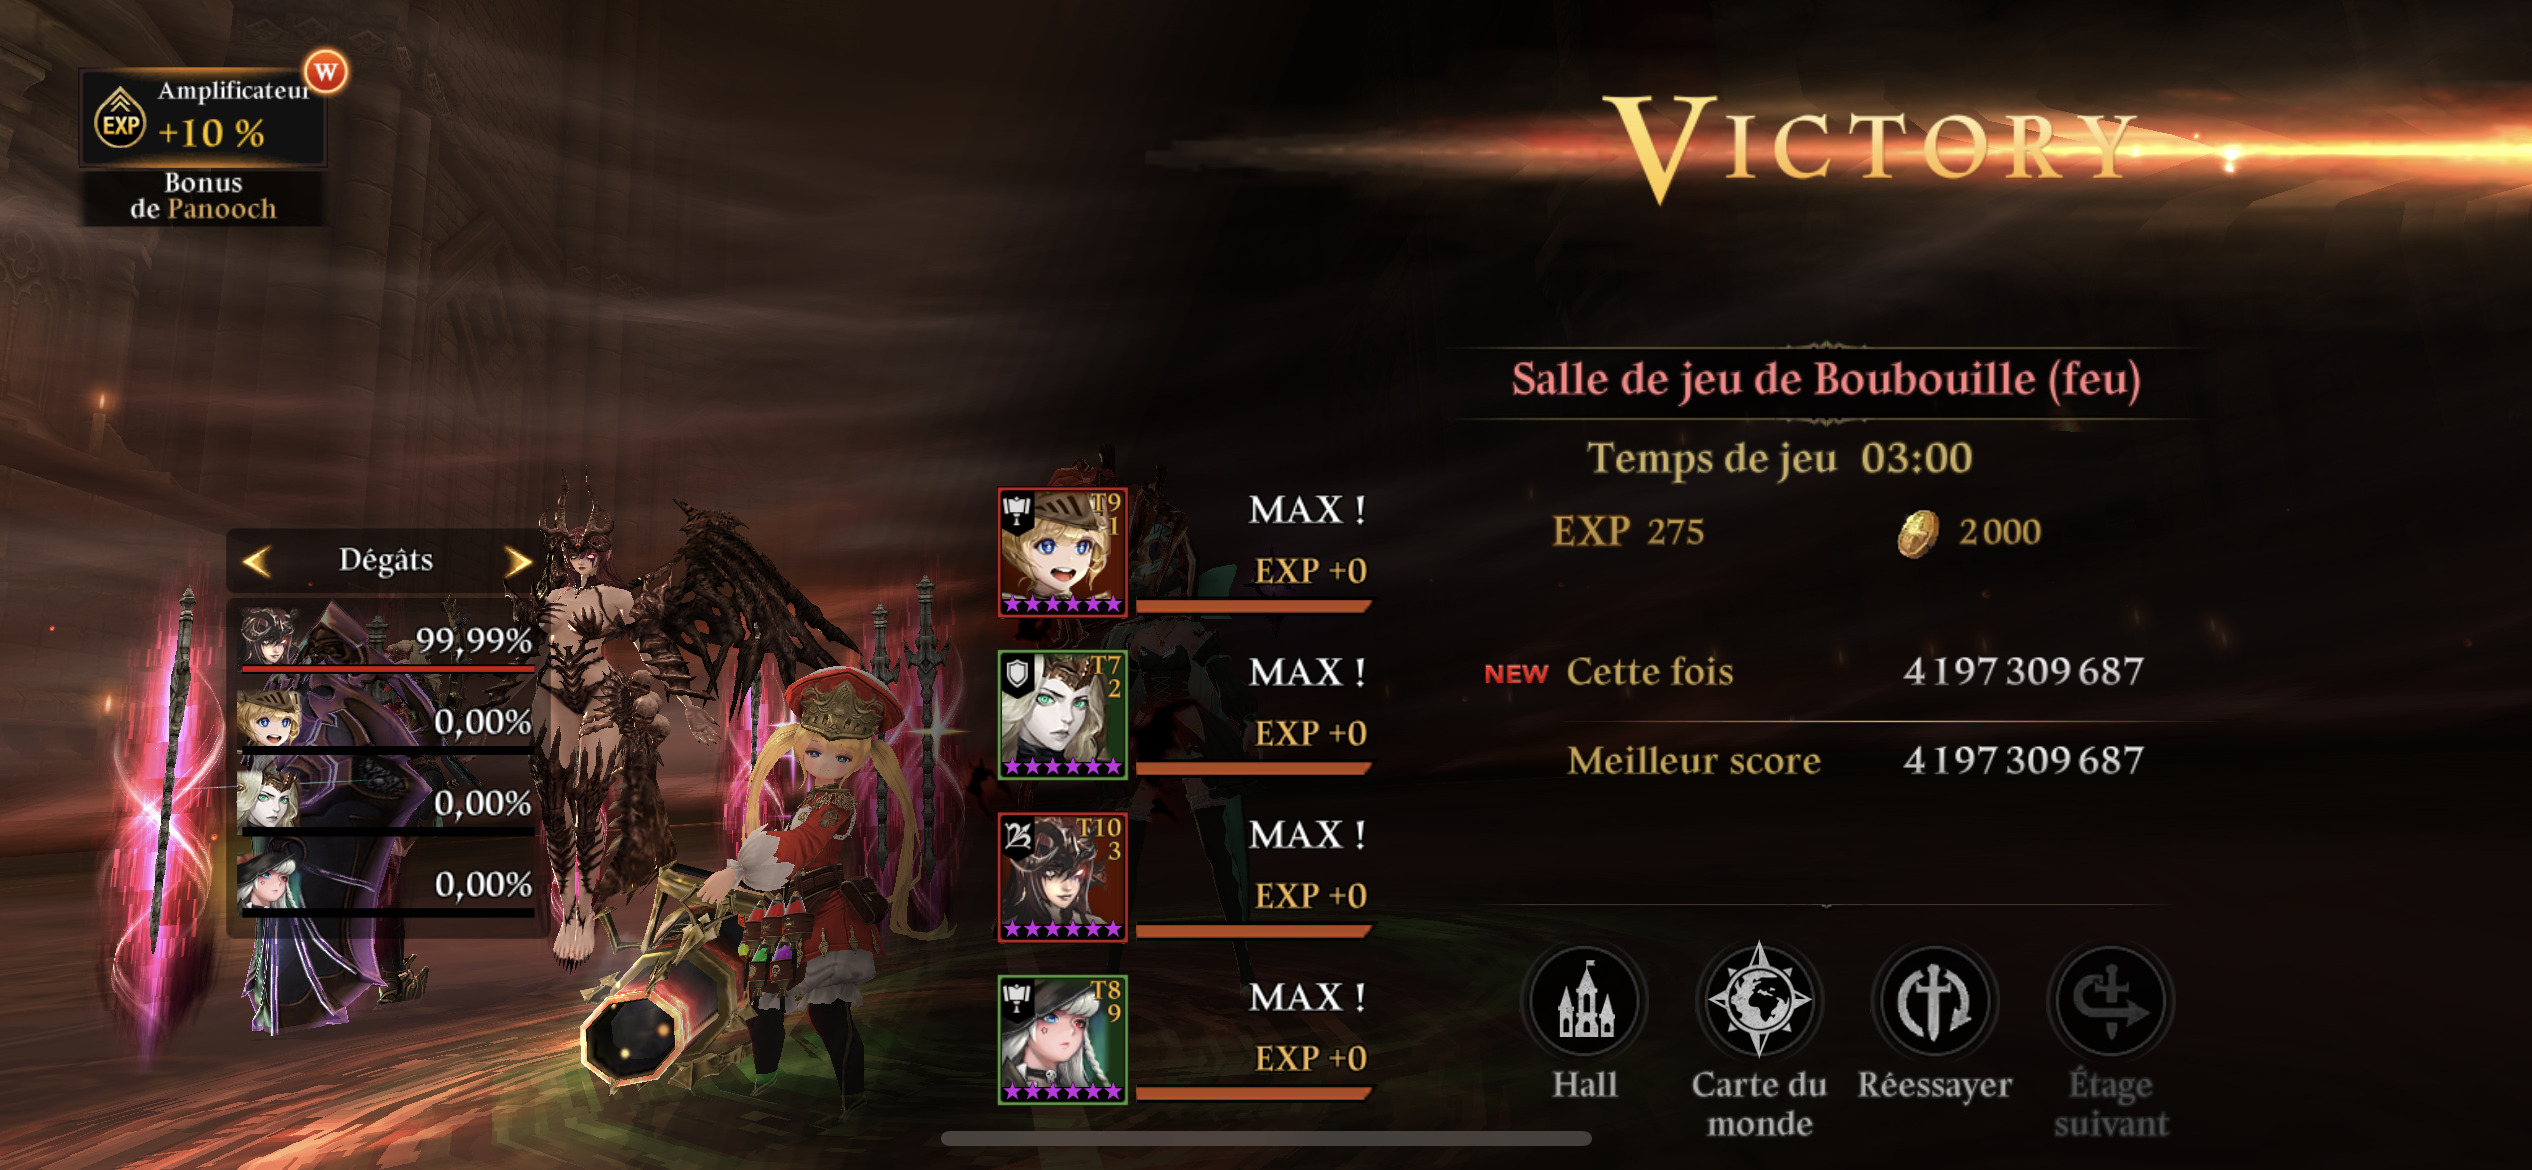 W
Amplificateur
EXP +10 %
Bonus
de Panooch
VICTORY
Salle de jeu de Boubouille (feu)
Temps de jeu 03:00
EXP 275 2 000
NEW Cette fois 4 197 309 687
Meilleur score 4 197 309 687
Dégâts
99,99%
0,00%
0,00%
0,00%
T9
1
MAX !
EXP +0
T7
2
MAX !
EXP +0
T10
3
MAX !
EXP +0
T8
9
MAX !
EXP +0
Hall
Carte du
monde
Réessayer
Étage
suivant